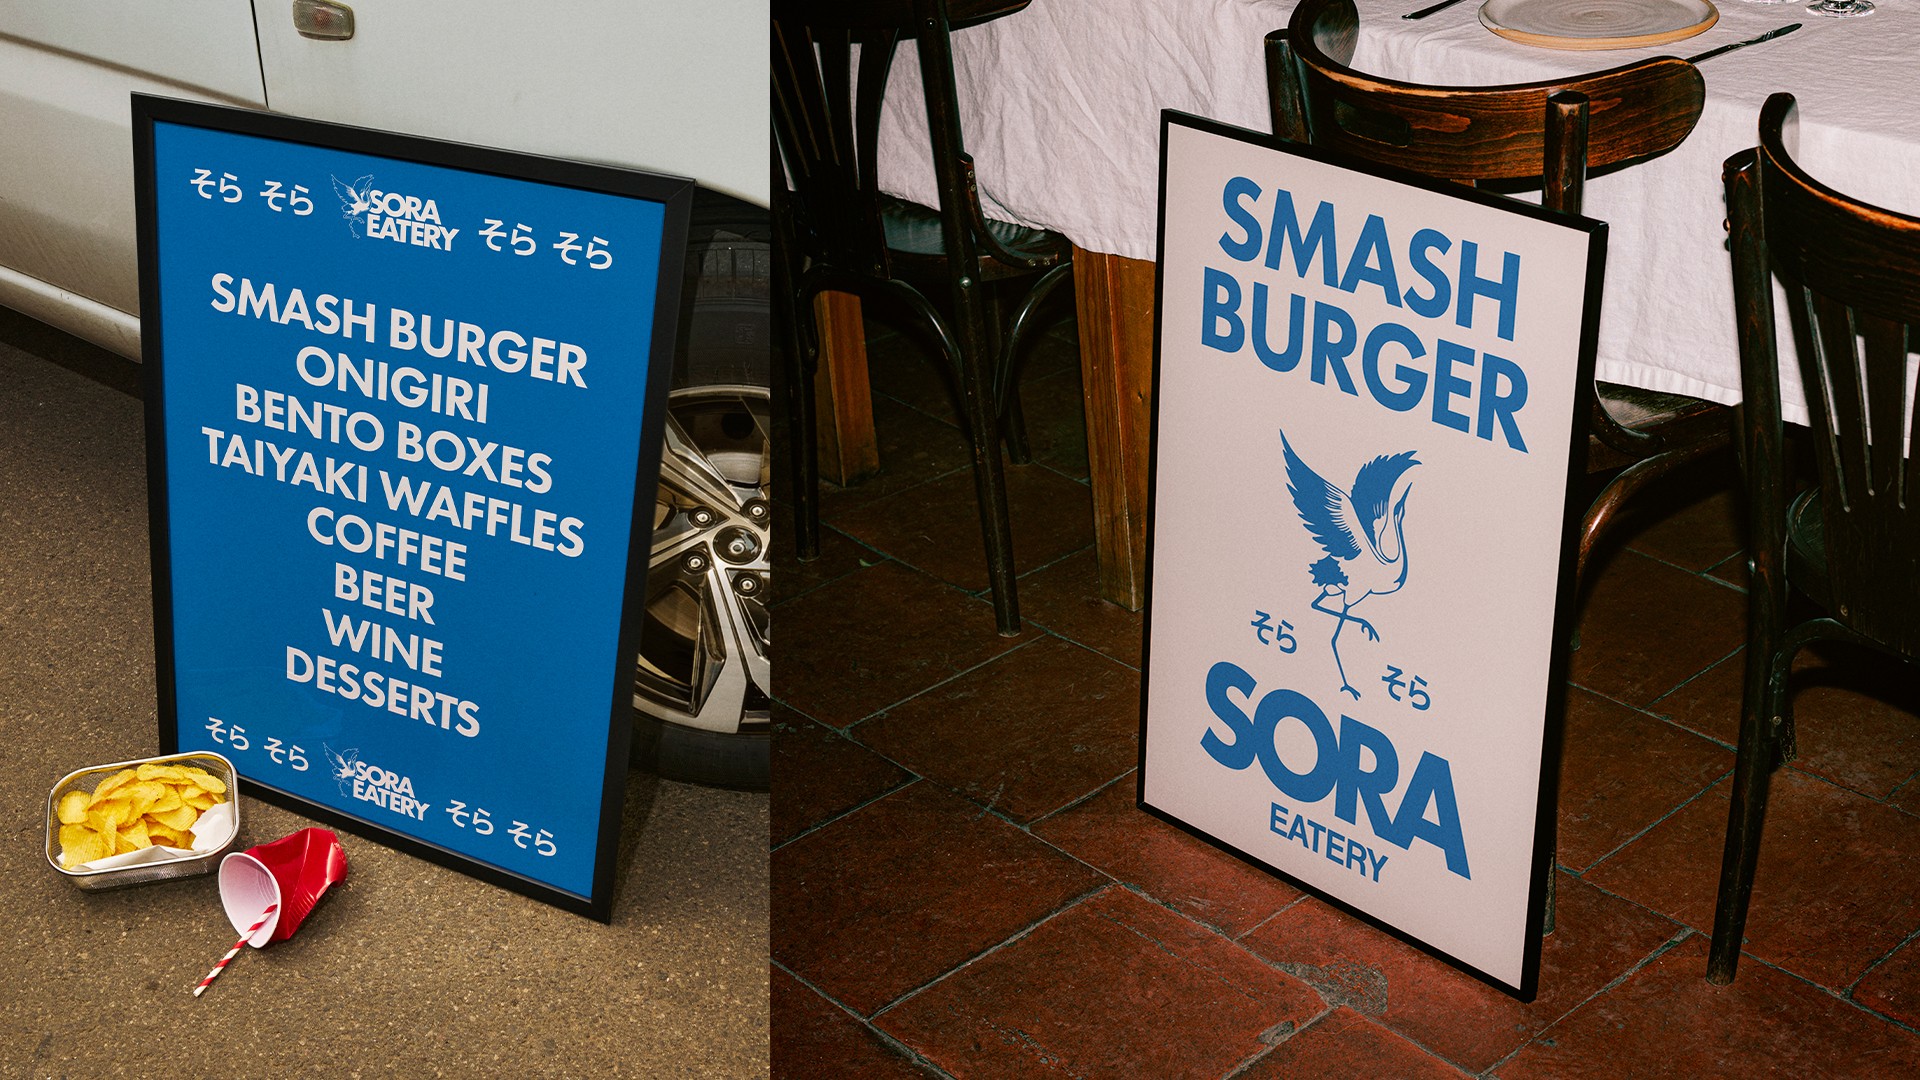 そら そら SORA EATERY そら そら
SMASH BURGER
ONIGIRI
BENTO BOXES
TAIYAKI WAFFLES
COFFEE
BEER
WINE
DESSERTS
そら そら SORA EATERY そら そら
SMASH
BURGER
そら
そら
SORA
EATERY